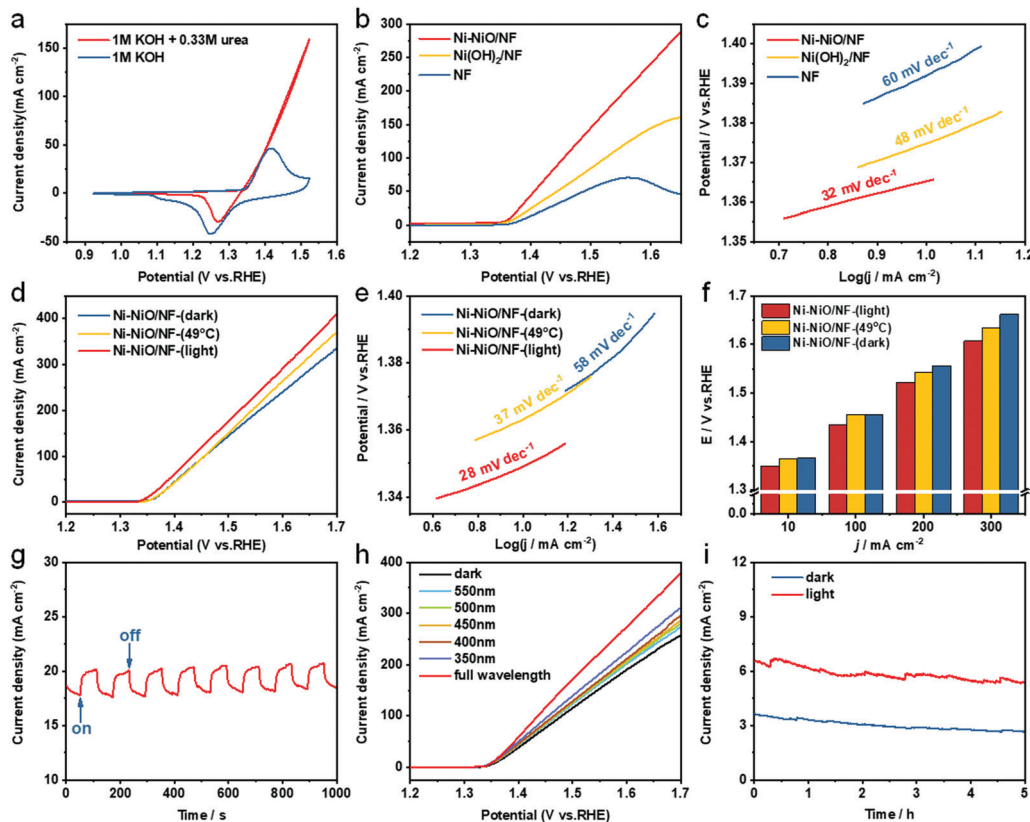 a
1M KOH + 0.33M urea
1M KOH
Current density(mA cm⁻²)
150
100
50
0
-50
0.9 1.0 1.1 1.2 1.3 1.4 1.5 1.6
Potential (V vs.RHE)
b
Ni-NiO/NF
Ni(OH)₂/NF
NF
Current density (mA cm⁻²)
300
250
200
150
100
50
0
1.2 1.3 1.4 1.5 1.6
Potential (V vs.RHE)
c
Ni-NiO/NF
Ni(OH)₂/NF
NF
60 mV dec⁻¹
48 mV dec⁻¹
32 mV dec⁻¹
Potential / V vs.RHE
1.40
1.39
1.38
1.37
1.36
1.35
0.7 0.8 0.9 1.0 1.1 1.2
Log(j / mA cm⁻²)
d
Ni-NiO/NF-(dark)
Ni-NiO/NF-(49°C)
Ni-NiO/NF-(light)
Current density (mA cm⁻²)
400
300
200
100
0
1.2 1.3 1.4 1.5 1.6 1.7
Potential (V vs.RHE)
e
Ni-NiO/NF-(dark)
Ni-NiO/NF-(49°C)
Ni-NiO/NF-(light)
58 mV dec⁻¹
37 mV dec⁻¹
28 mV dec⁻¹
Potential / V vs.RHE
1.40
1.38
1.36
1.34
0.6 0.8 1.0 1.2 1.4 1.6
Log(j / mA cm⁻²)
f
Ni-NiO/NF-(light)
Ni-NiO/NF-(49°C)
Ni-NiO/NF-(dark)
E / V vs.RHE
1.7
1.6
1.5
1.4
1.3
0.0
10 100 200 300
j / mA cm⁻²
g
off
on
Current density (mA cm⁻²)
30
25
20
15
10
0 200 400 600 800 1000
Time / s
h
dark
550nm
500nm
450nm
400nm
350nm
full wavelength
Current density (mA cm⁻²)
400
350
300
250
200
150
100
50
0
1.2 1.3 1.4 1.5 1.6 1.7
Potential (V vs.RHE)
i
dark
light
Current density (mA cm⁻²)
12
9
6
3
0
0 1 2 3 4 5
Time / h